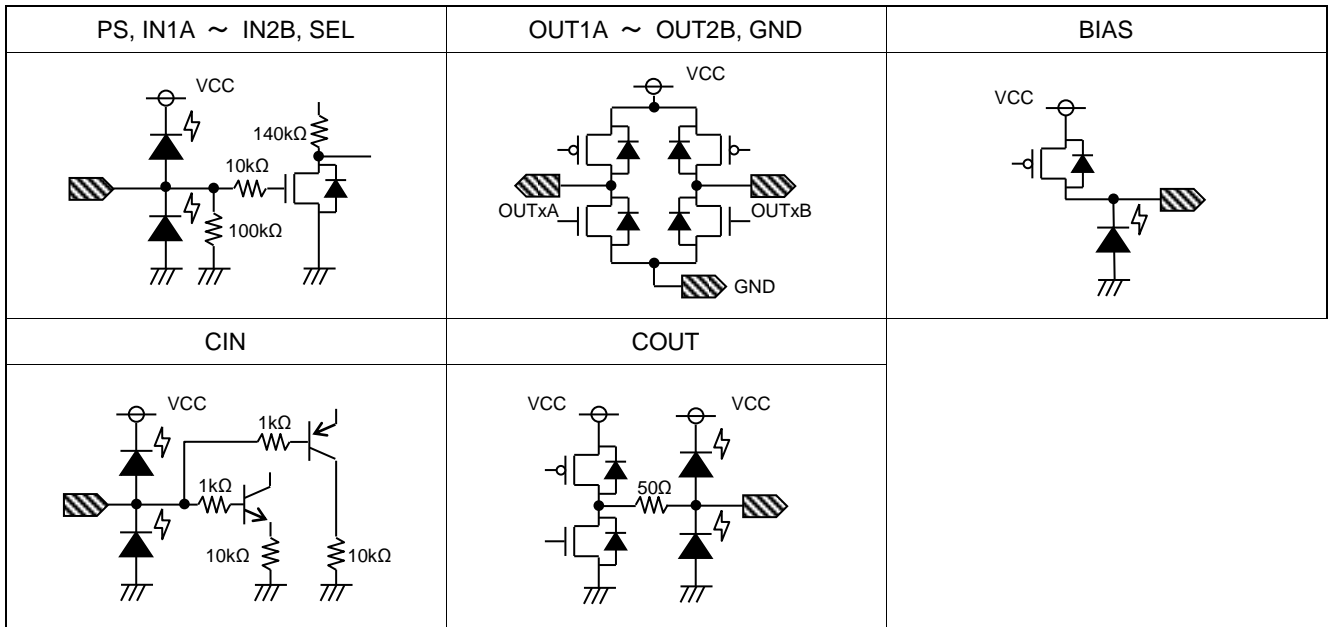 PS, IN1A ～ IN2B, SEL
OUT1A ～ OUT2B, GND
BIAS
VCC
140kΩ
10kΩ
100kΩ
VCC
OUTxA
OUTxB
GND
VCC
CIN
COUT
VCC
1kΩ
1kΩ
10kΩ
10kΩ
VCC
VCC
50Ω